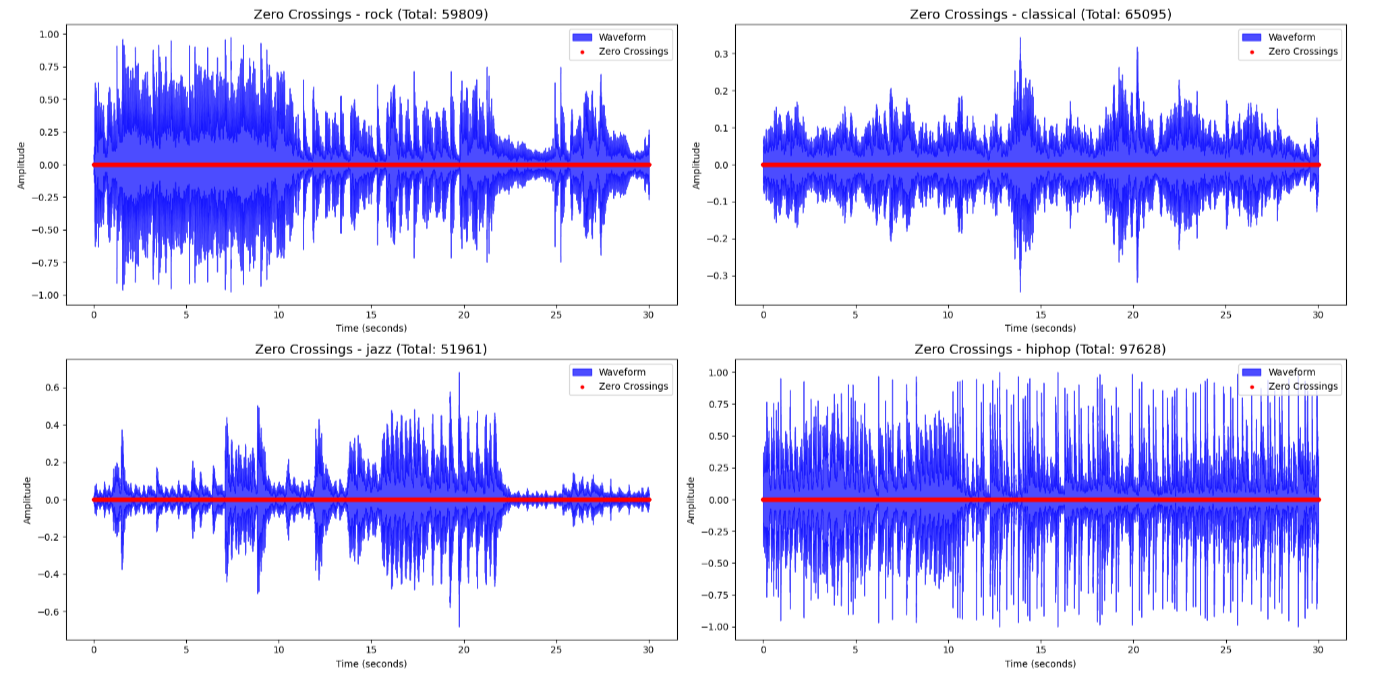 Zero Crossings - rock (Total: 59809)
Waveform
Zero Crossings
Amplitude
1.00
0.75
0.50
0.25
0.00
−0.25
−0.50
−0.75
−1.00
0 5 10 15 20 25 30
Time (seconds)
Zero Crossings - classical (Total: 65095)
Waveform
Zero Crossings
Amplitude
0.3
0.2
0.1
0.0
−0.1
−0.2
−0.3
0 5 10 15 20 25 30
Time (seconds)
Zero Crossings - jazz (Total: 51961)
Waveform
Zero Crossings
Amplitude
0.6
0.4
0.2
0.0
−0.2
−0.4
−0.6
0 5 10 15 20 25 30
Time (seconds)
Zero Crossings - hiphop (Total: 97628)
Waveform
Zero Crossings
Amplitude
1.00
0.75
0.50
0.25
0.00
−0.25
−0.50
−0.75
−1.00
0 5 10 15 20 25 30
Time (seconds)